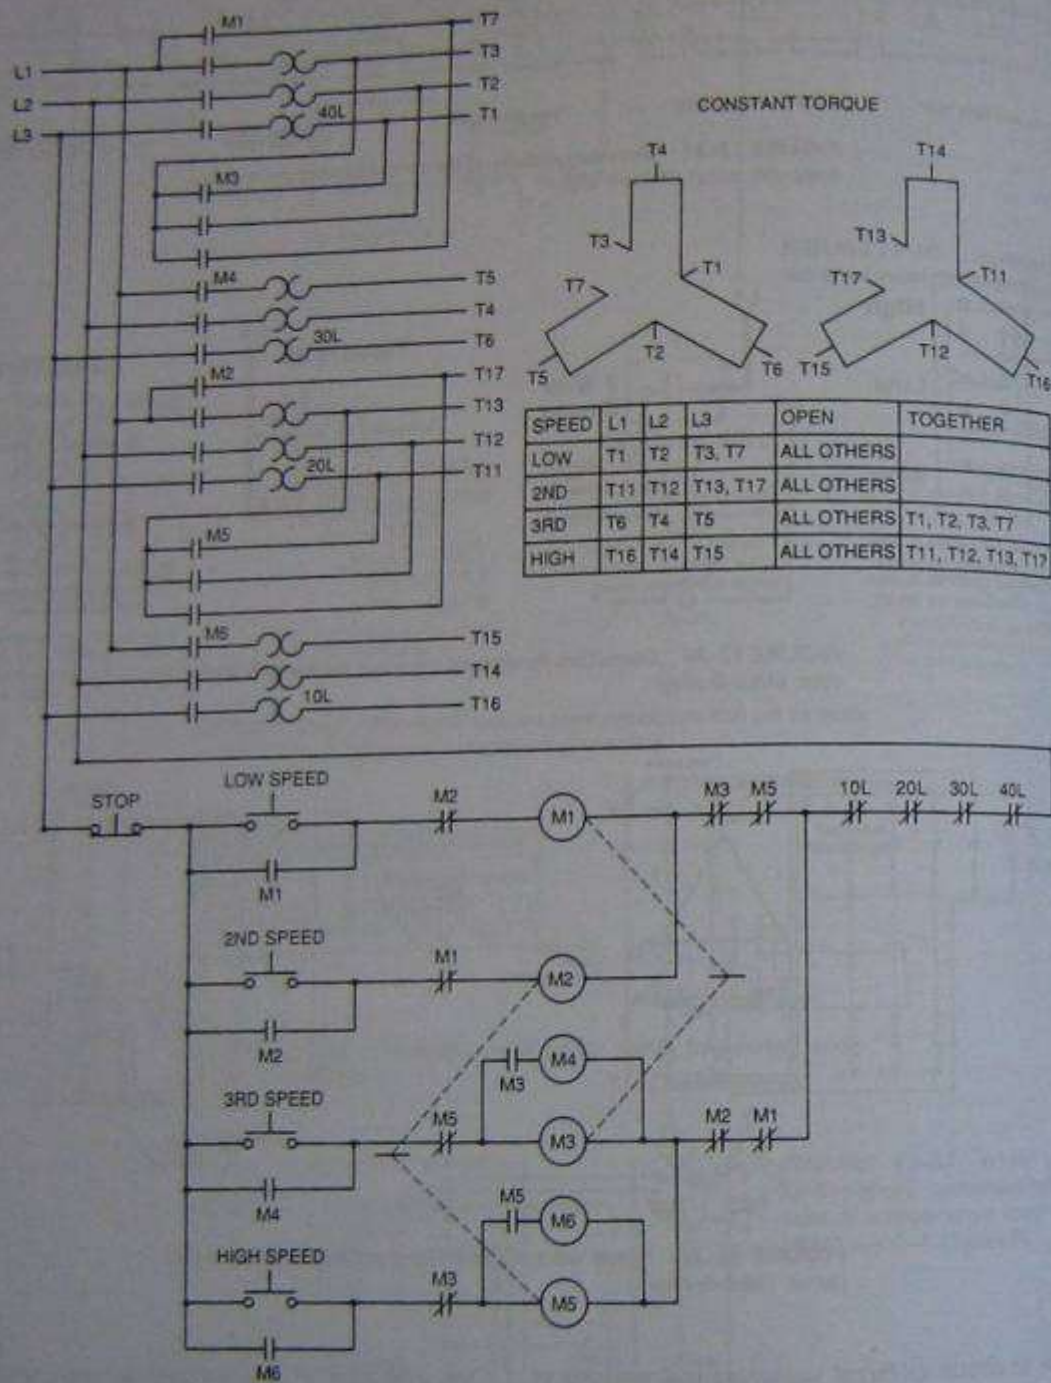 M1
T7
L1
T3
L2
T2
L3
40L
T1
M3
M4
T5
T4
30L
T6
M2
T17
T13
T12
20L
T11
M5
M6
T15
T14
10L
T16
CONSTANT TORQUE
T4
T3
T1
T7
T2
T5
T6
T14
T13
T17
T11
T12
T15
T16
SPEED L1 L2 L3 OPEN TOGETHER
LOW T1 T2 T3, T7 ALL OTHERS
2ND T11 T12 T13, T17 ALL OTHERS
3RD T6 T4 T5 ALL OTHERS T1, T2, T3, T7
HIGH T16 T14 T15 ALL OTHERS T11, T12, T13, T17
STOP
LOW SPEED
M2
M1
M3
M5
10L
20L
30L
40L
M1
2ND SPEED
M1
M2
M2
M4
M3
3RD SPEED
M5
M3
M2
M1
M4
M5
M6
HIGH SPEED
M3
M5
M6